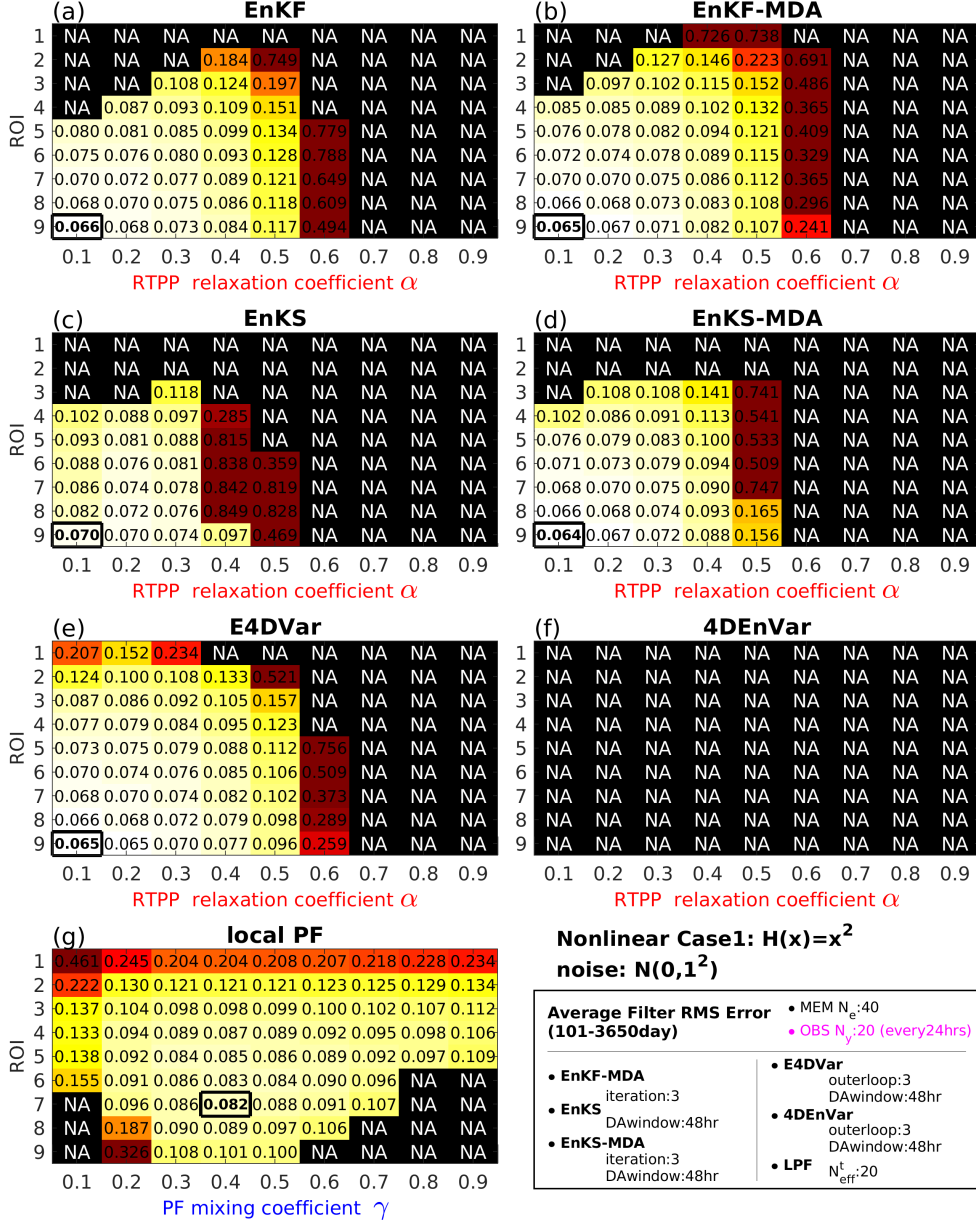 (a) EnKF
ROI
1 NA NA NA NA NA NA NA NA NA
2 NA NA NA 0.184 0.749 NA NA NA NA
3 NA NA 0.108 0.124 0.197 NA NA NA NA
4 NA 0.087 0.093 0.109 0.151 NA NA NA NA
5 0.080 0.081 0.085 0.099 0.134 0.779 NA NA NA
6 0.075 0.076 0.080 0.093 0.128 0.788 NA NA NA
7 0.070 0.072 0.077 0.089 0.121 0.649 NA NA NA
8 0.068 0.070 0.075 0.086 0.118 0.609 NA NA NA
9 0.066 0.068 0.073 0.084 0.117 0.494 NA NA NA
0.1 0.2 0.3 0.4 0.5 0.6 0.7 0.8 0.9
RTPP relaxation coefficient α
(b) EnKF-MDA
1 NA NA NA 0.726 0.738 NA NA NA NA
2 NA NA 0.127 0.146 0.223 0.691 NA NA NA
3 NA 0.097 0.102 0.115 0.152 0.486 NA NA NA
4 0.085 0.085 0.089 0.102 0.132 0.365 NA NA NA
5 0.076 0.078 0.082 0.094 0.121 0.409 NA NA NA
6 0.072 0.074 0.078 0.089 0.115 0.329 NA NA NA
7 0.070 0.070 0.075 0.086 0.112 0.365 NA NA NA
8 0.066 0.068 0.073 0.083 0.108 0.296 NA NA NA
9 0.065 0.067 0.071 0.082 0.107 0.241 NA NA NA
0.1 0.2 0.3 0.4 0.5 0.6 0.7 0.8 0.9
RTPP relaxation coefficient α
(c) EnKS
ROI
1 NA NA NA NA NA NA NA NA NA
2 NA NA NA NA NA NA NA NA NA
3 NA NA 0.118 NA NA NA NA NA NA
4 0.102 0.088 0.097 0.285 NA NA NA NA NA
5 0.093 0.081 0.088 0.815 NA NA NA NA NA
6 0.088 0.076 0.081 0.838 0.359 NA NA NA NA
7 0.086 0.074 0.078 0.842 0.819 NA NA NA NA
8 0.082 0.072 0.076 0.849 0.828 NA NA NA NA
9 0.070 0.070 0.074 0.097 0.469 NA NA NA NA
0.1 0.2 0.3 0.4 0.5 0.6 0.7 0.8 0.9
RTPP relaxation coefficient α
(d) EnKS-MDA
1 NA NA NA NA NA NA NA NA NA
2 NA NA NA NA NA NA NA NA NA
3 NA 0.108 0.108 0.141 0.741 NA NA NA NA
4 0.102 0.086 0.091 0.113 0.541 NA NA NA NA
5 0.076 0.079 0.083 0.100 0.533 NA NA NA NA
6 0.071 0.073 0.079 0.094 0.509 NA NA NA NA
7 0.068 0.070 0.075 0.090 0.747 NA NA NA NA
8 0.066 0.068 0.074 0.093 0.165 NA NA NA NA
9 0.064 0.067 0.072 0.088 0.156 NA NA NA NA
0.1 0.2 0.3 0.4 0.5 0.6 0.7 0.8 0.9
RTPP relaxation coefficient α
(e) E4DVar
ROI
1 0.207 0.152 0.234 NA NA NA NA NA NA
2 0.124 0.100 0.108 0.133 0.521 NA NA NA NA
3 0.087 0.086 0.092 0.105 0.157 NA NA NA NA
4 0.077 0.079 0.084 0.095 0.123 NA NA NA NA
5 0.073 0.075 0.079 0.088 0.112 0.756 NA NA NA
6 0.070 0.074 0.076 0.085 0.106 0.509 NA NA NA
7 0.068 0.070 0.074 0.082 0.102 0.373 NA NA NA
8 0.066 0.068 0.072 0.079 0.098 0.289 NA NA NA
9 0.065 0.065 0.070 0.077 0.096 0.259 NA NA NA
0.1 0.2 0.3 0.4 0.5 0.6 0.7 0.8 0.9
RTPP relaxation coefficient α
(f) 4DEnVar
1 NA NA NA NA NA NA NA NA NA
2 NA NA NA NA NA NA NA NA NA
3 NA NA NA NA NA NA NA NA NA
4 NA NA NA NA NA NA NA NA NA
5 NA NA NA NA NA NA NA NA NA
6 NA NA NA NA NA NA NA NA NA
7 NA NA NA NA NA NA NA NA NA
8 NA NA NA NA NA NA NA NA NA
9 NA NA NA NA NA NA NA NA NA
0.1 0.2 0.3 0.4 0.5 0.6 0.7 0.8 0.9
RTPP relaxation coefficient α
(g) local PF
ROI
1 0.461 0.245 0.204 0.204 0.208 0.207 0.218 0.228 0.234
2 0.222 0.130 0.121 0.121 0.121 0.123 0.125 0.129 0.134
3 0.137 0.104 0.098 0.098 0.099 0.100 0.102 0.107 0.112
4 0.133 0.094 0.089 0.089 0.089 0.092 0.095 0.098 0.106
5 0.138 0.092 0.084 0.085 0.086 0.089 0.092 0.097 0.109
6 0.155 0.091 0.086 0.083 0.084 0.090 0.096 NA NA
7 NA 0.096 0.086 0.082 0.088 0.091 0.107 NA NA
8 NA 0.187 0.090 0.089 0.097 0.106 NA NA NA
9 NA 0.326 0.108 0.101 0.100 NA NA NA NA
0.1 0.2 0.3 0.4 0.5 0.6 0.7 0.8 0.9
PF mixing coefficient γ
Nonlinear Case1: H(x)=x²
noise: N(0,1²)
Average Filter RMS Error
(101-3650day)
• MEM Nₑ:40
• OBS N_y:20 (every24hrs)
• EnKF-MDA
iteration:3
• EnKS
DAwindow:48hr
• EnKS-MDA
iteration:3
DAwindow:48hr
• E4DVar
outerloop:3
DAwindow:48hr
• 4DEnVar
outerloop:3
DAwindow:48hr
• LPF N_eff^t:20